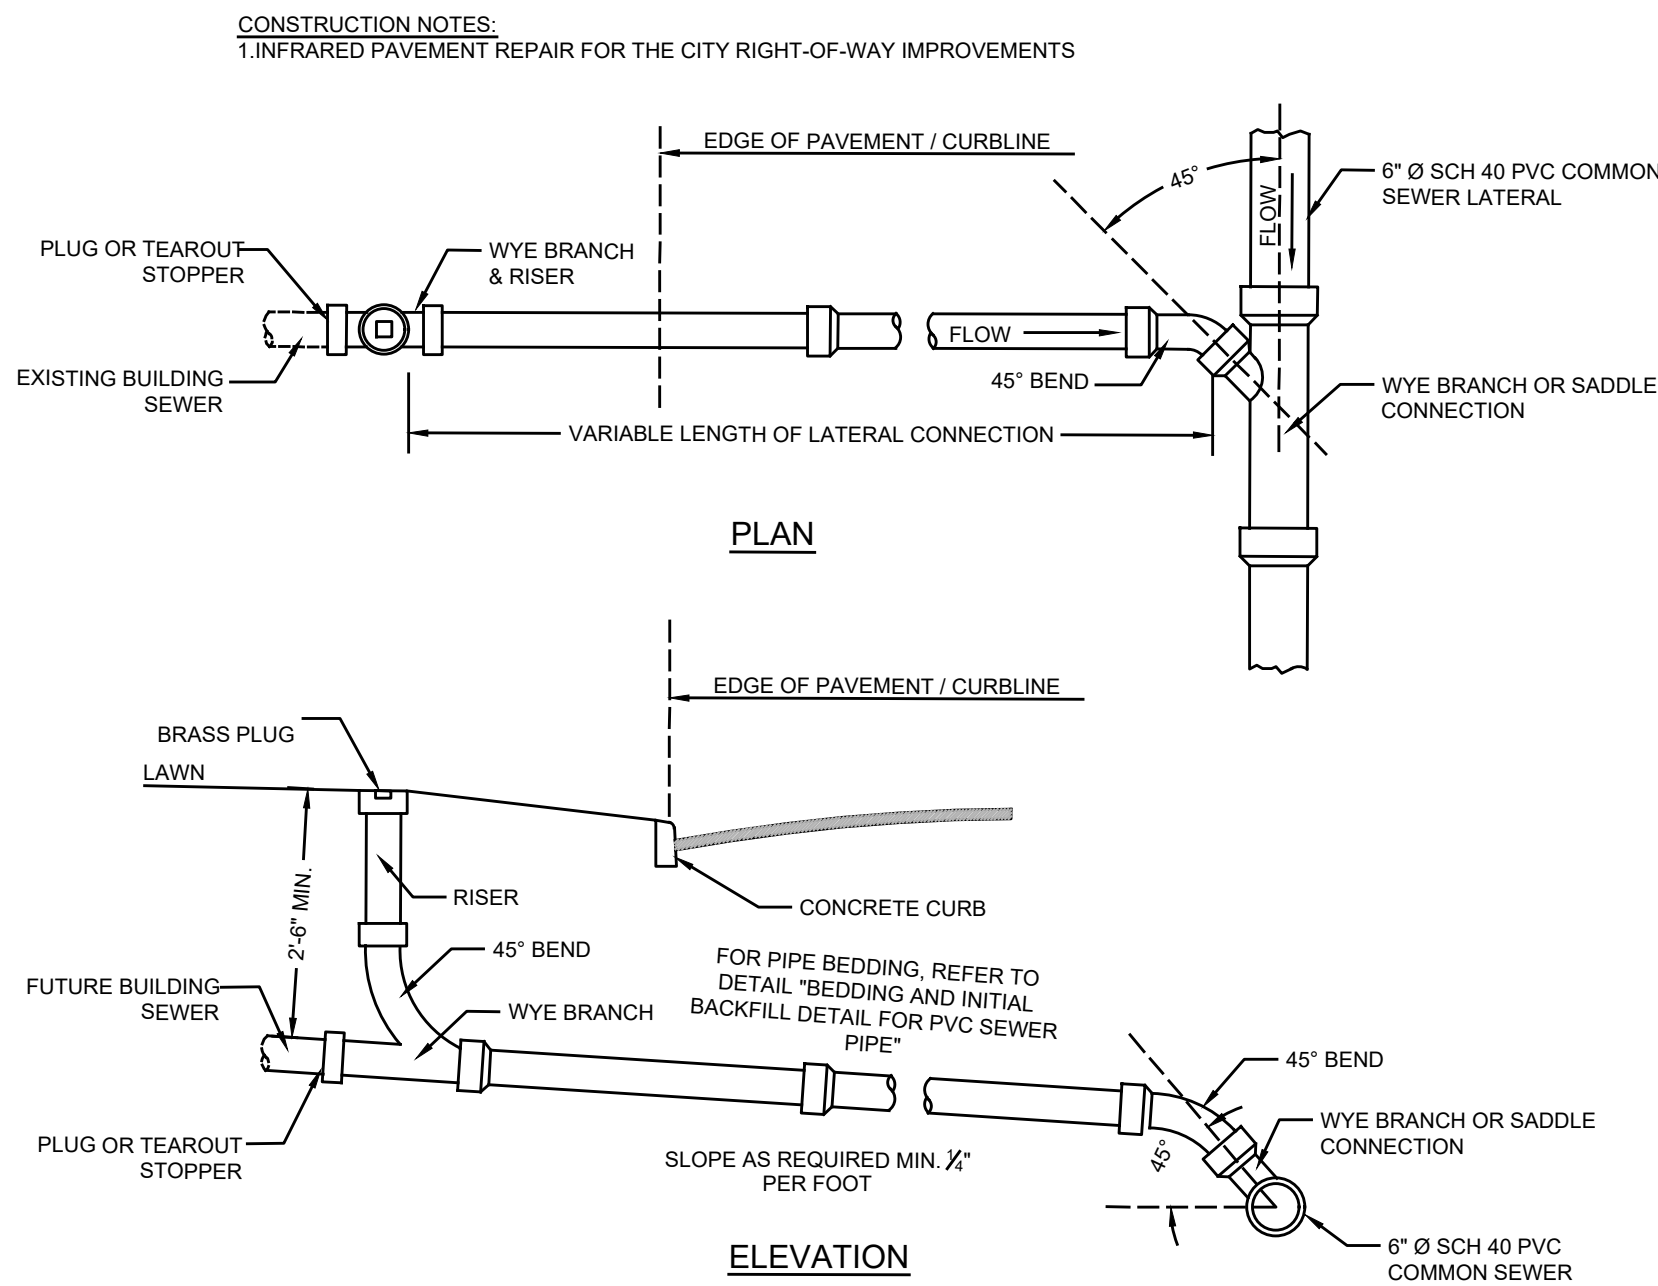 CONSTRUCTION NOTES:
1.INFRARED PAVEMENT REPAIR FOR THE CITY RIGHT-OF-WAY IMPROVEMENTS
EDGE OF PAVEMENT / CURBLINE
45°
FLOW
6" Ø SCH 40 PVC COMMON
SEWER LATERAL
PLUG OR TEAROUT
STOPPER
WYE BRANCH
& RISER
FLOW
EXISTING BUILDING
SEWER
45° BEND
WYE BRANCH OR SADDLE
CONNECTION
VARIABLE LENGTH OF LATERAL CONNECTION
PLAN
EDGE OF PAVEMENT / CURBLINE
BRASS PLUG
LAWN
2'-6" MIN.
RISER
CONCRETE CURB
45° BEND
FOR PIPE BEDDING, REFER TO
DETAIL "BEDDING AND INITIAL
BACKFILL DETAIL FOR PVC SEWER
PIPE"
FUTURE BUILDING
SEWER
WYE BRANCH
45° BEND
WYE BRANCH OR SADDLE
CONNECTION
45°
PLUG OR TEAROUT
STOPPER
SLOPE AS REQUIRED MIN. 1/4"
PER FOOT
ELEVATION
6" Ø SCH 40 PVC
COMMON SEWER